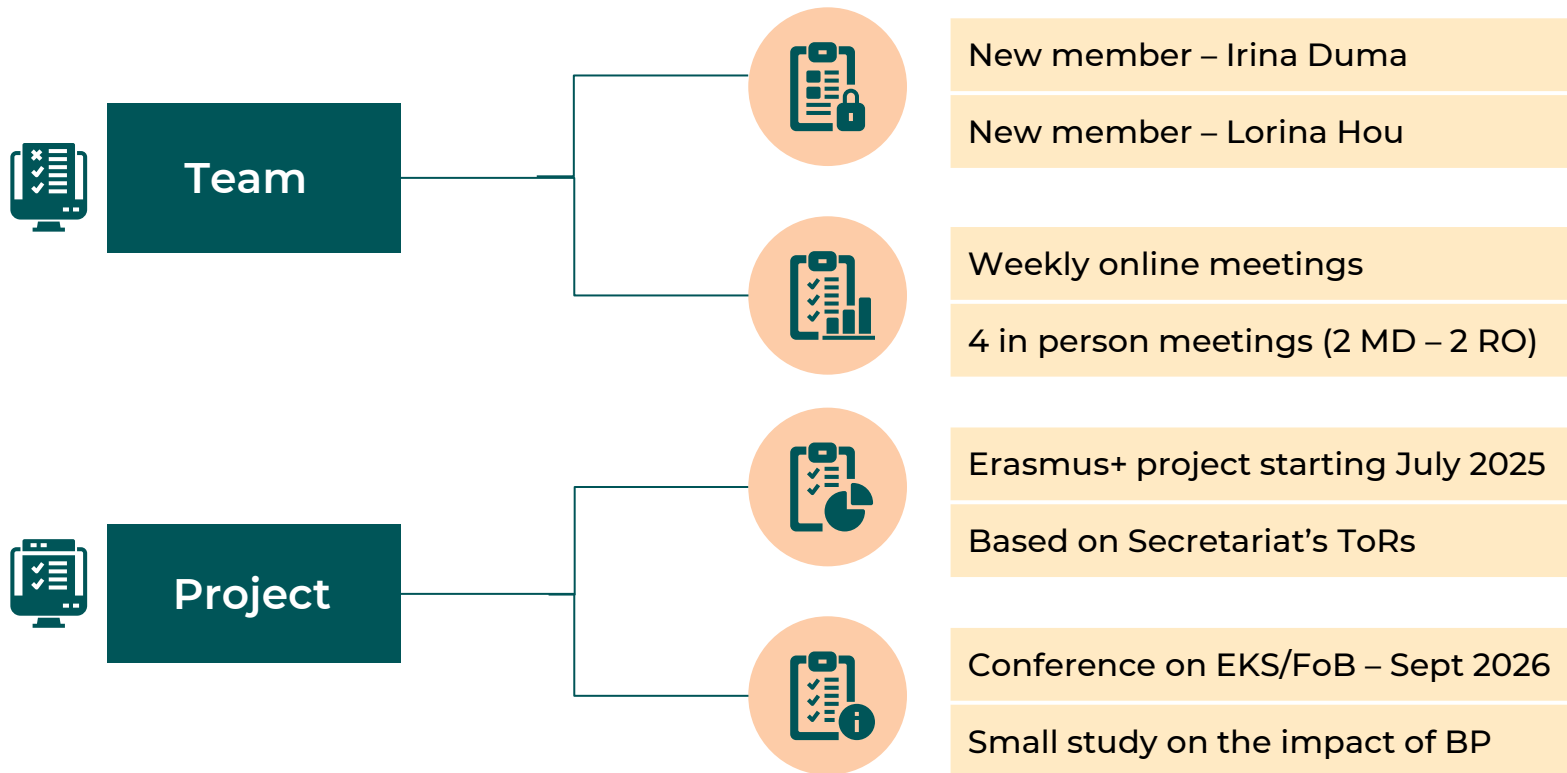 Team
New member – Irina Duma
New member – Lorina Hou
Weekly online meetings
4 in person meetings (2 MD – 2 RO)
Project
Erasmus+ project starting July 2025
Based on Secretariat’s ToRs
Conference on EKS/FoB – Sept 2026
Small study on the impact of BP